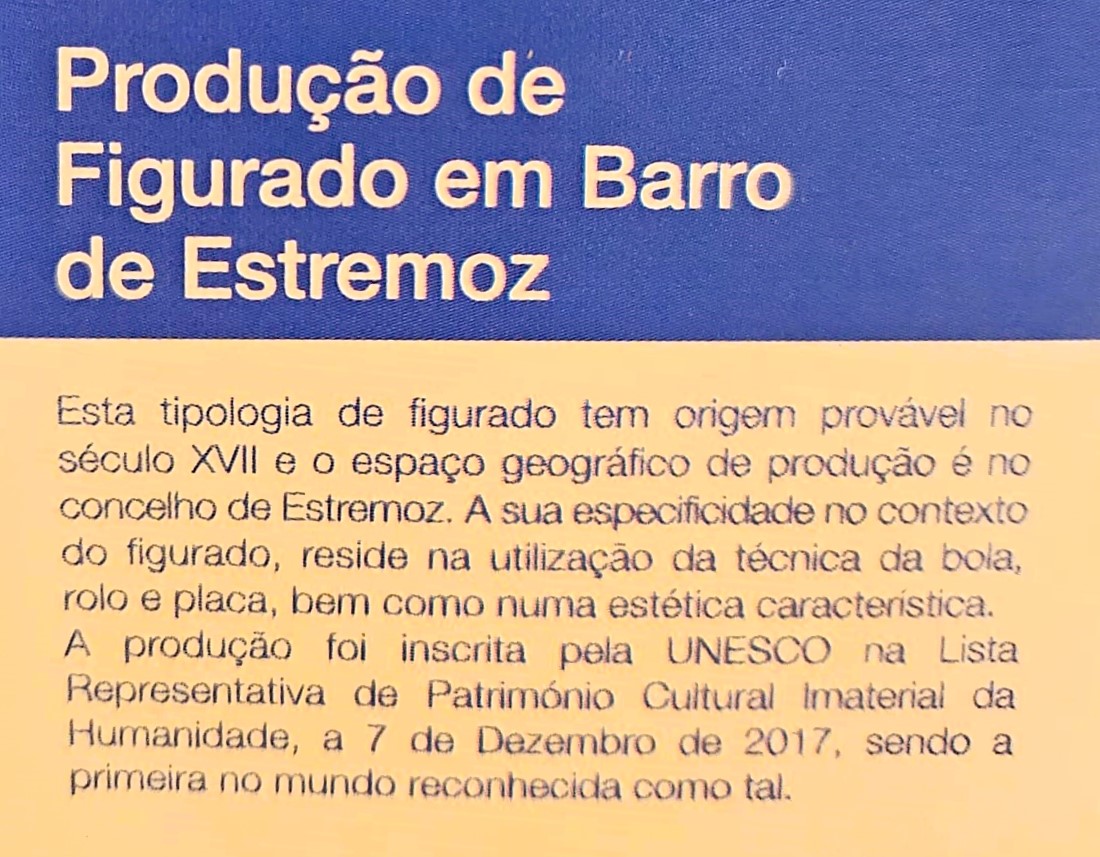 Produção de
Figurado em Barro
de Estremoz
Esta tipologia de figurado tem origem provável no
século XVII e o espaço geográfico de produção é no
concelho de Estremoz. A sua especificidade no contexto
do figurado, reside na utilização da técnica da bola,
rolo e placa, bem como numa estética característica.
A produção foi inscrita pela UNESCO na Lista
Representativa de Património Cultural Imaterial da
Humanidade, a 7 de Dezembro de 2017, sendo a
primeira no mundo reconhecida como tal.